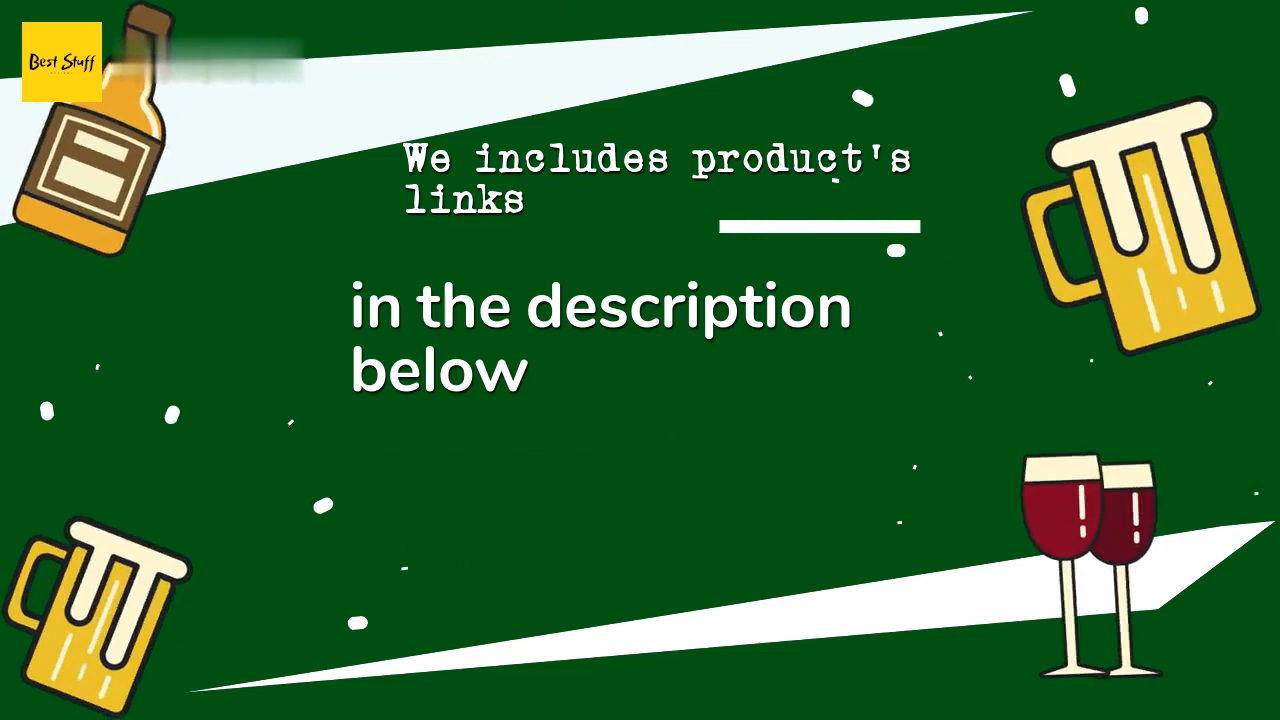 Best Stuff
We includes product's
links
in the description
below